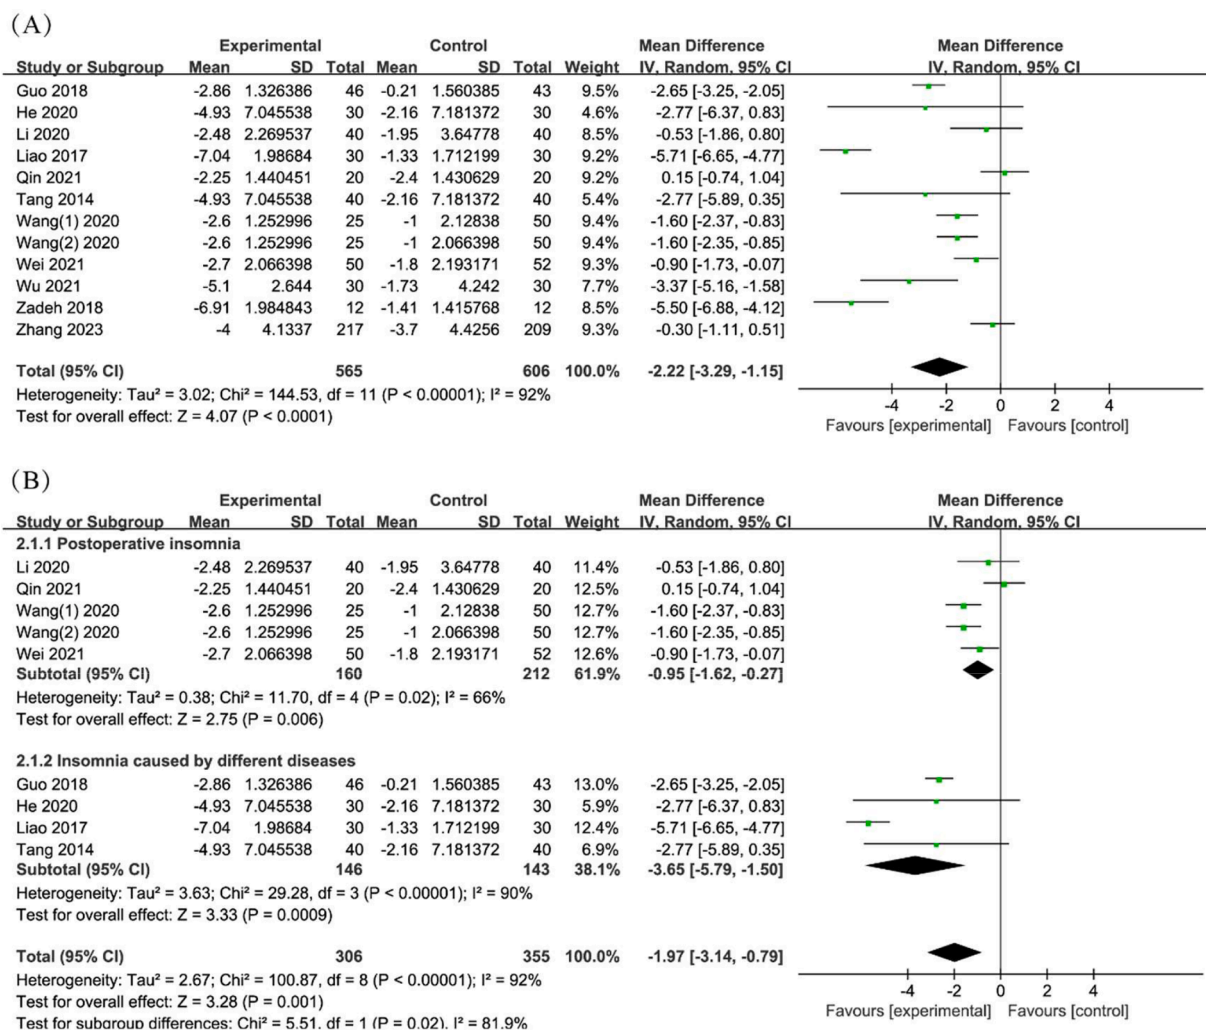 (A)
Experimental Control Mean Difference Mean Difference
Study or Subgroup Mean SD Total Mean SD Total Weight IV, Random, 95% CI IV, Random, 95% CI
Guo 2018 -2.86 1.326386 46 -0.21 1.560385 43 9.5% -2.65 [-3.25, -2.05]
He 2020 -4.93 7.045538 30 -2.16 7.181372 30 4.6% -2.77 [-6.37, 0.83]
Li 2020 -2.48 2.269537 40 -1.95 3.64778 40 8.5% -0.53 [-1.86, 0.80]
Liao 2017 -7.04 1.98684 30 -1.33 1.712199 30 9.2% -5.71 [-6.65, -4.77]
Qin 2021 -2.25 1.440451 20 -2.4 1.430629 20 9.2% 0.15 [-0.74, 1.04]
Tang 2014 -4.93 7.045538 40 -2.16 7.181372 40 5.4% -2.77 [-5.89, 0.35]
Wang(1) 2020 -2.6 1.252996 25 -1 2.12838 50 9.4% -1.60 [-2.37, -0.83]
Wang(2) 2020 -2.6 1.252996 25 -1 2.066398 50 9.4% -1.60 [-2.35, -0.85]
Wei 2021 -2.7 2.066398 50 -1.8 2.193171 52 9.3% -0.90 [-1.73, -0.07]
Wu 2021 -5.1 2.644 30 -1.73 4.242 30 7.7% -3.37 [-5.16, -1.58]
Zadeh 2018 -6.91 1.984843 12 -1.41 1.415768 12 8.5% -5.50 [-6.88, -4.12]
Zhang 2023 -4 4.1337 217 -3.7 4.4256 209 9.3% -0.30 [-1.11, 0.51]
Total (95% CI) 565 606 100.0% -2.22 [-3.29, -1.15]
Heterogeneity: Tau² = 3.02; Chi² = 144.53, df = 11 (P < 0.00001); I² = 92%
Test for overall effect: Z = 4.07 (P < 0.0001)
-4 -2 0 2 4
Favours [experimental] Favours [control]
(B)
Experimental Control Mean Difference Mean Difference
Study or Subgroup Mean SD Total Mean SD Total Weight IV, Random, 95% CI IV, Random, 95% CI
2.1.1 Postoperative insomnia
Li 2020 -2.48 2.269537 40 -1.95 3.64778 40 11.4% -0.53 [-1.86, 0.80]
Qin 2021 -2.25 1.440451 20 -2.4 1.430629 20 12.5% 0.15 [-0.74, 1.04]
Wang(1) 2020 -2.6 1.252996 25 -1 2.12838 50 12.7% -1.60 [-2.37, -0.83]
Wang(2) 2020 -2.6 1.252996 25 -1 2.066398 50 12.7% -1.60 [-2.35, -0.85]
Wei 2021 -2.7 2.066398 50 -1.8 2.193171 52 12.6% -0.90 [-1.73, -0.07]
Subtotal (95% CI) 160 212 61.9% -0.95 [-1.62, -0.27]
Heterogeneity: Tau² = 0.38; Chi² = 11.70, df = 4 (P = 0.02); I² = 66%
Test for overall effect: Z = 2.75 (P = 0.006)
2.1.2 Insomnia caused by different diseases
Guo 2018 -2.86 1.326386 46 -0.21 1.560385 43 13.0% -2.65 [-3.25, -2.05]
He 2020 -4.93 7.045538 30 -2.16 7.181372 30 5.9% -2.77 [-6.37, 0.83]
Liao 2017 -7.04 1.98684 30 -1.33 1.712199 30 12.4% -5.71 [-6.65, -4.77]
Tang 2014 -4.93 7.045538 40 -2.16 7.181372 40 6.9% -2.77 [-5.89, 0.35]
Subtotal (95% CI) 146 143 38.1% -3.65 [-5.79, -1.50]
Heterogeneity: Tau² = 3.63; Chi² = 29.28, df = 3 (P < 0.00001); I² = 90%
Test for overall effect: Z = 3.33 (P = 0.0009)
Total (95% CI) 306 355 100.0% -1.97 [-3.14, -0.79]
Heterogeneity: Tau² = 2.67; Chi² = 100.87, df = 8 (P < 0.00001); I² = 92%
Test for overall effect: Z = 3.28 (P = 0.001)
Test for subgroup differences: Chi² = 5.51, df = 1 (P = 0.02), I² = 81.9%
-4 -2 0 2 4
Favours [experimental] Favours [control]